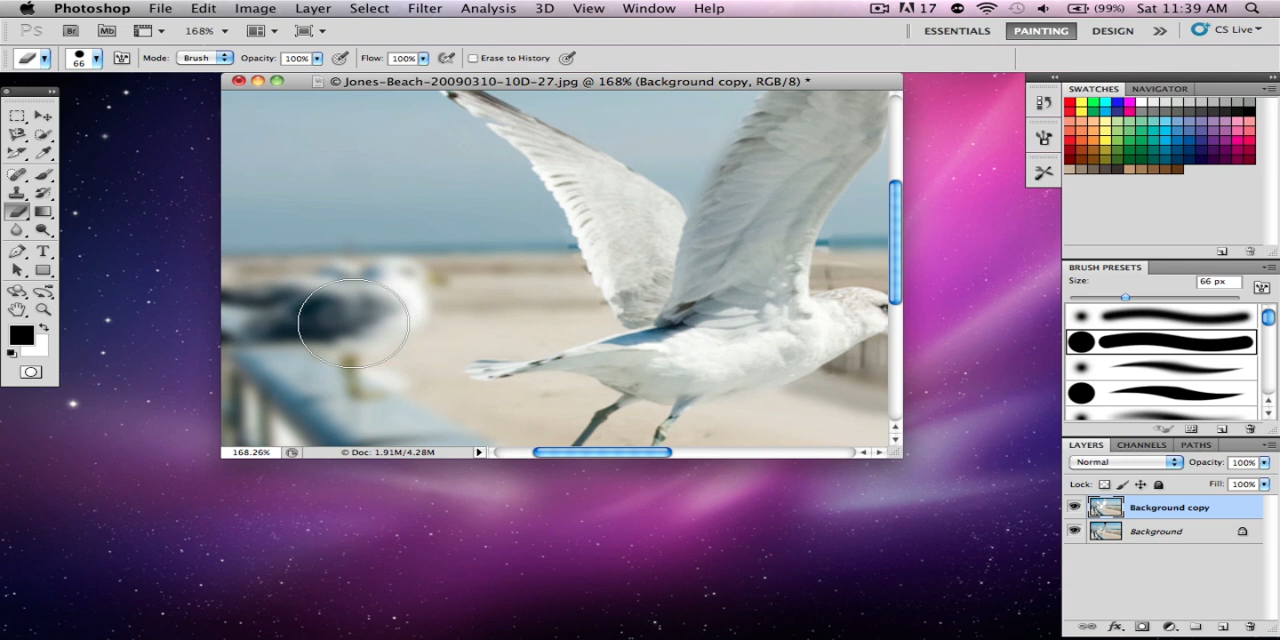 Photoshop File Edit Image Layer Select Filter Analysis 3D View Window Help 17 (99%) Sat 11:39 AM
Ps Br Mb 168% ESSENTIALS PAINTING DESIGN >> CS Live
66 Mode: Brush Opacity: 100% Flow: 100% Erase to History
© Jones-Beach-20090310-10D-27.jpg @ 168% (Background copy, RGB/8) *
SWATCHES NAVIGATOR
BRUSH PRESETS
Size: 66 px
LAYERS CHANNELS PATHS
Normal Opacity: 100%
Lock: Fill: 100%
Background copy
Background
168.26% © Doc: 1.91M/4.28M